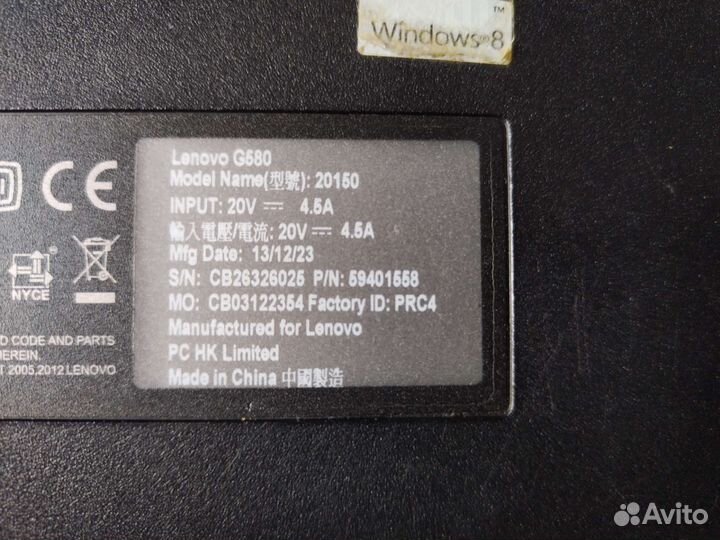 Windows 8
Lenovo G580
Model Name(型號): 20150
INPUT: 20V ⎓ 4.5A
輸入電壓/電流: 20V ⎓ 4.5A
Mfg Date: 13/12/23
S/N: CB26326025 P/N: 59401558
MO: CB03122354 Factory ID: PRC4
Manufactured for Lenovo
PC HK Limited
Made in China 中國製造
CE
NYCE
D CODE AND PARTS
EREIN.
T 2005,2012 LENOVO
Avito